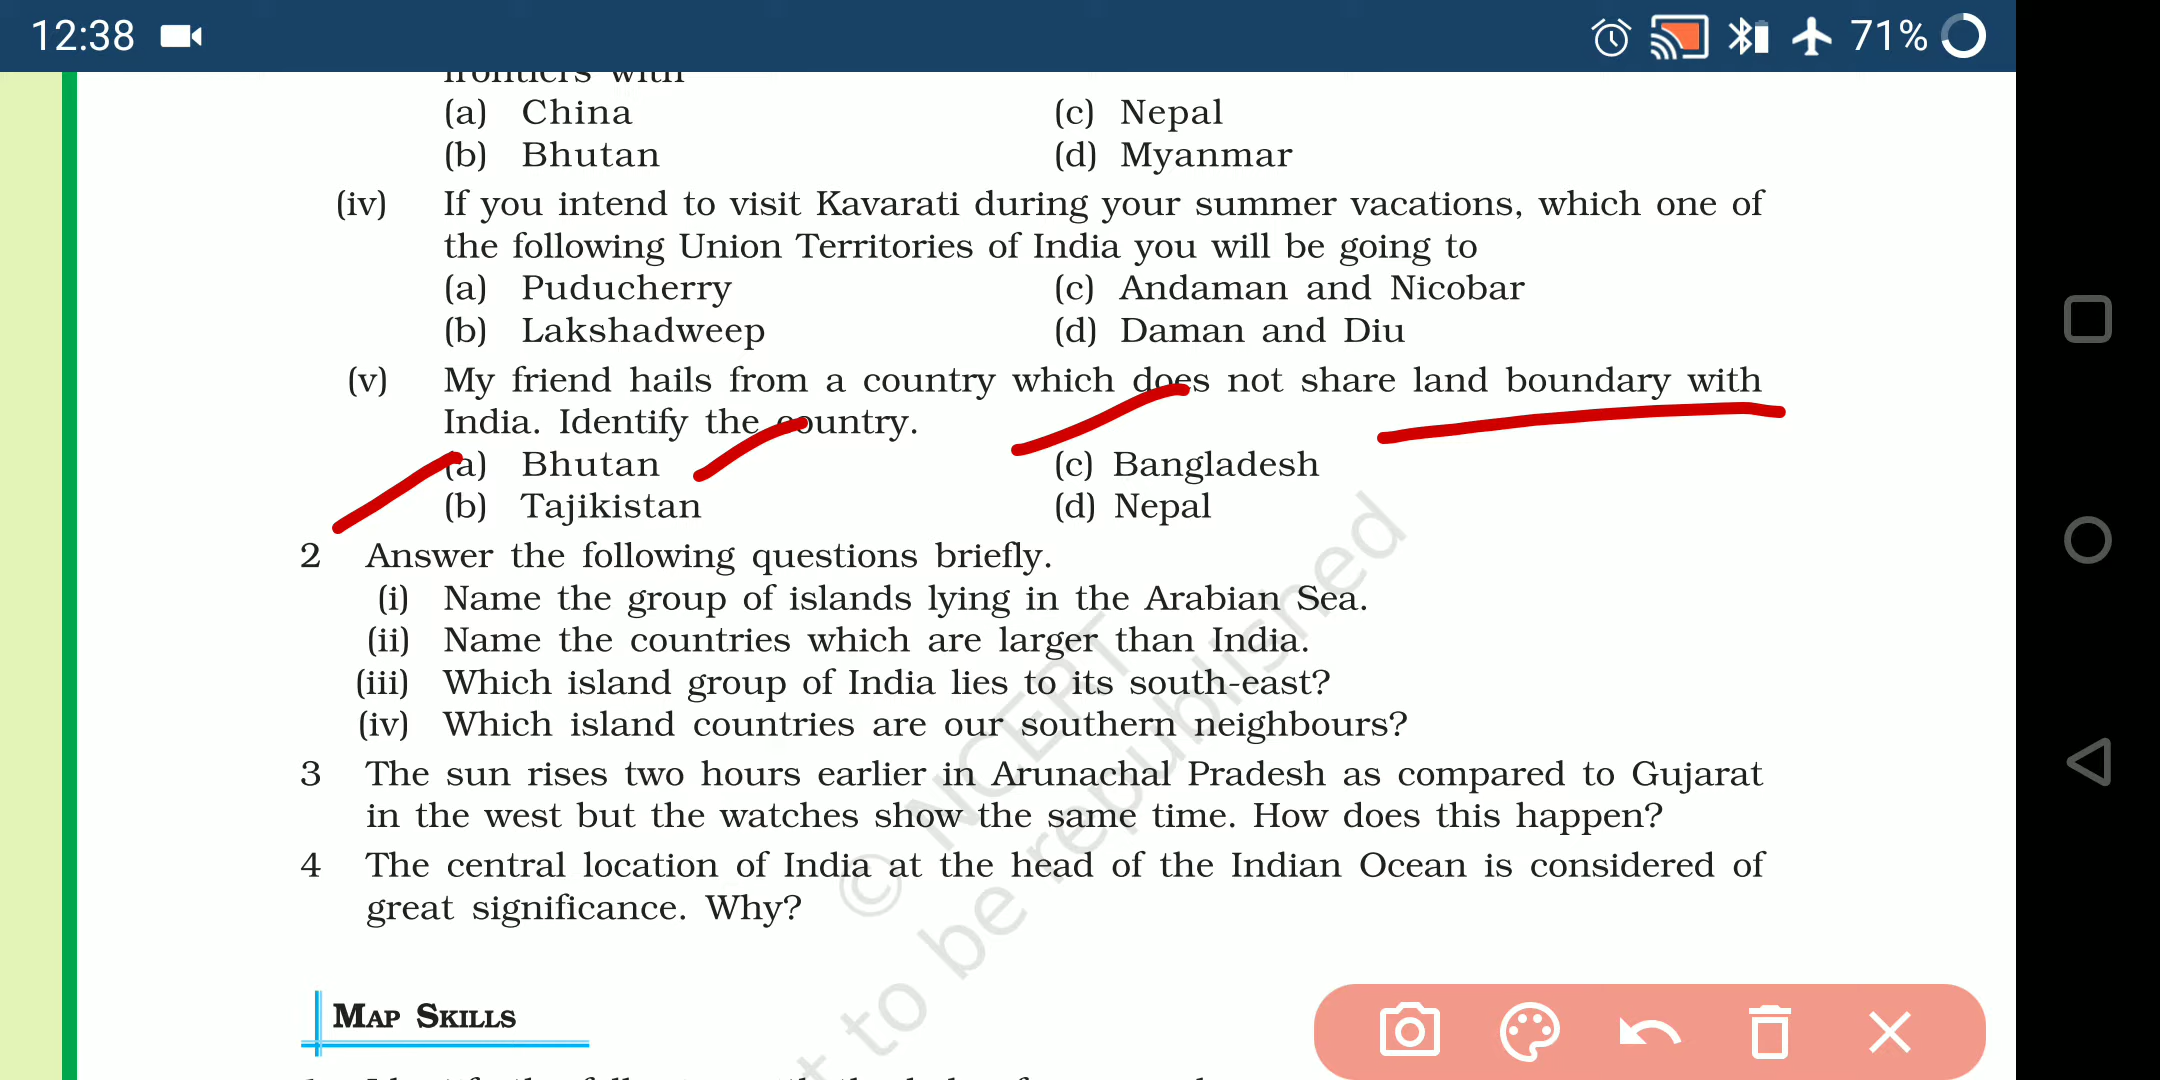 12:38
71%
frontiers with
(a) China (c) Nepal
(b) Bhutan (d) Myanmar
(iv) If you intend to visit Kavarati during your summer vacations, which one of
the following Union Territories of India you will be going to
(a) Puducherry (c) Andaman and Nicobar
(b) Lakshadweep (d) Daman and Diu
(v) My friend hails from a country which does not share land boundary with
India. Identify the country.
(a) Bhutan (c) Bangladesh
(b) Tajikistan (d) Nepal
2 Answer the following questions briefly.
(i) Name the group of islands lying in the Arabian Sea.
(ii) Name the countries which are larger than India.
(iii) Which island group of India lies to its south-east?
(iv) Which island countries are our southern neighbours?
3 The sun rises two hours earlier in Arunachal Pradesh as compared to Gujarat
in the west but the watches show the same time. How does this happen?
4 The central location of India at the head of the Indian Ocean is considered of
great significance. Why?
© NCERT
to be republished
MAP SKILLS